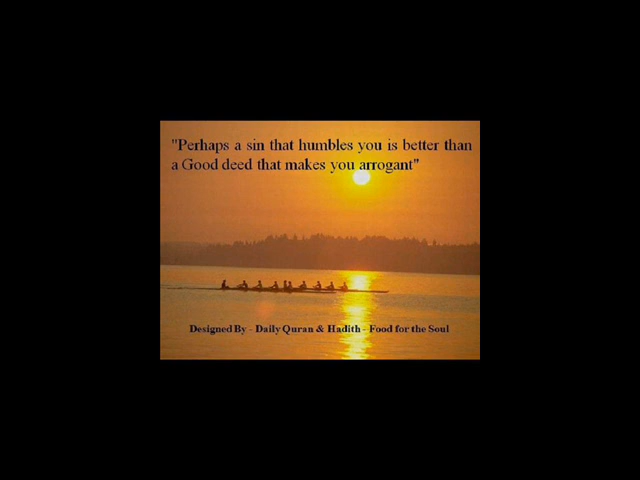 "Perhaps a sin that humbles you is better than
a Good deed that makes you arrogant"
Designed By - Daily Quran & Hadith - Food for the Soul